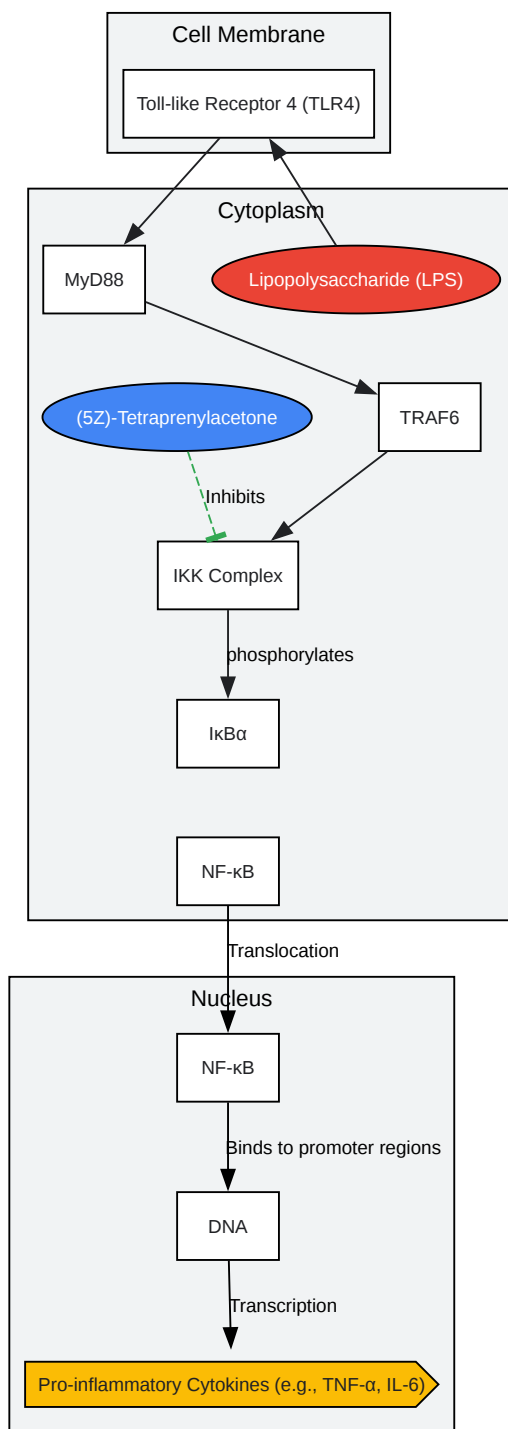 Cell Membrane
Toll-like Receptor 4 (TLR4)
Cytoplasm
MyD88
Lipopolysaccharide (LPS)
(5Z)-Tetraprenylacetone
TRAF6
Inhibits
IKK Complex
phosphorylates
IκBα
NF-κB
Translocation
Nucleus
NF-κB
Binds to promoter regions
DNA
Transcription
Pro-inflammatory Cytokines (e.g., TNF-α, IL-6)